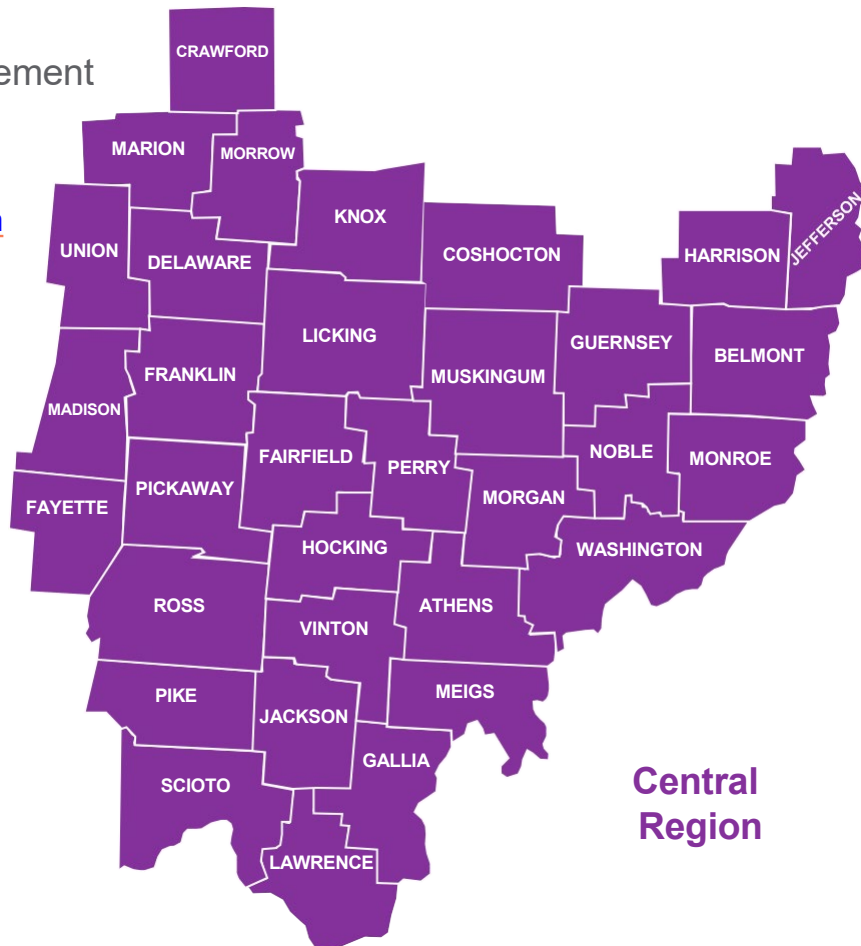 CRAWFORD
ement
MARION
MORROW
KNOX
UNION
DELAWARE
COSHOCTON
HARRISON
JEFFERSON
LICKING
GUERNSEY
BELMONT
FRANKLIN
MUSKINGUM
MADISON
FAIRFIELD
PERRY
NOBLE
MONROE
FAYETTE
PICKAWAY
MORGAN
HOCKING
WASHINGTON
ROSS
VINTON
ATHENS
PIKE
JACKSON
MEIGS
GALLIA
SCIOTO
Central
Region
LAWRENCE